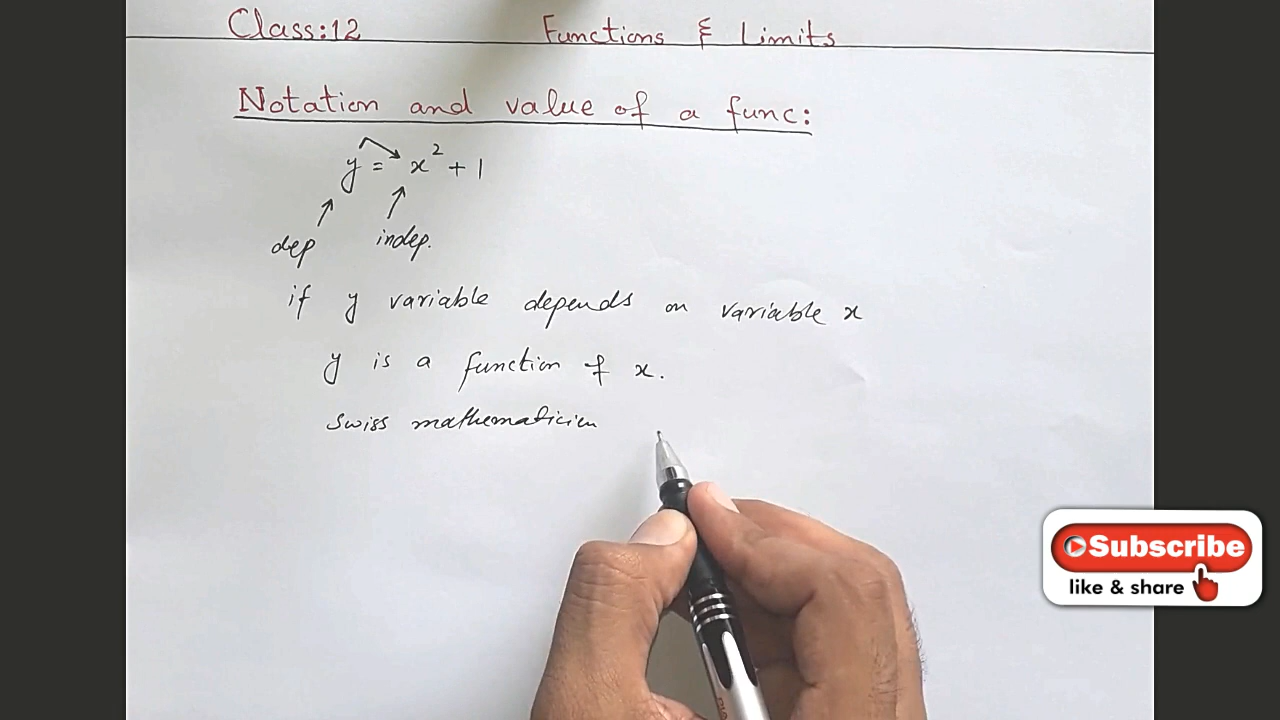 Class:12 Functions & Limits
Notation and value of a func:
y = x² + 1
dep indep.
if y variable depends on variable x
y is a function of x.
Swiss mathematicien
Subscribe
like & share